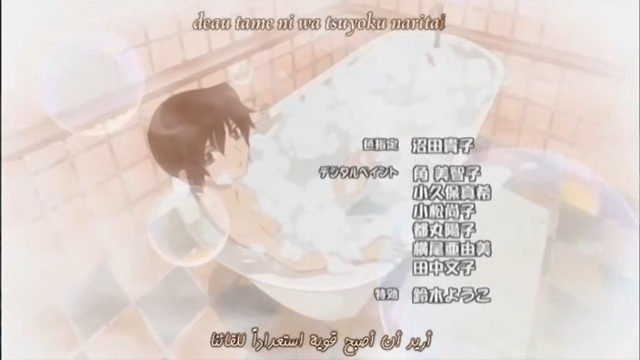 deau tame ni wa tsuyoku naritai
色指定 沼田貴子
デジタルペイント 角 美智子
小久保真希
小松尚子
都丸陽子
横尾亜由美
田中文子
特効 鈴木ようこ
أريد أن أصبح قوية استعداراً للقائنا